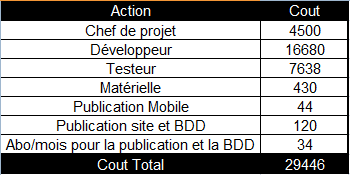 Action Cout
Chef de projet 4500
Développeur 16680
Testeur 7638
Matérielle 430
Publication Mobile 44
Publication site et BDD 120
Abo/mois pour la publication et la BDD 34
Cout Total 29446